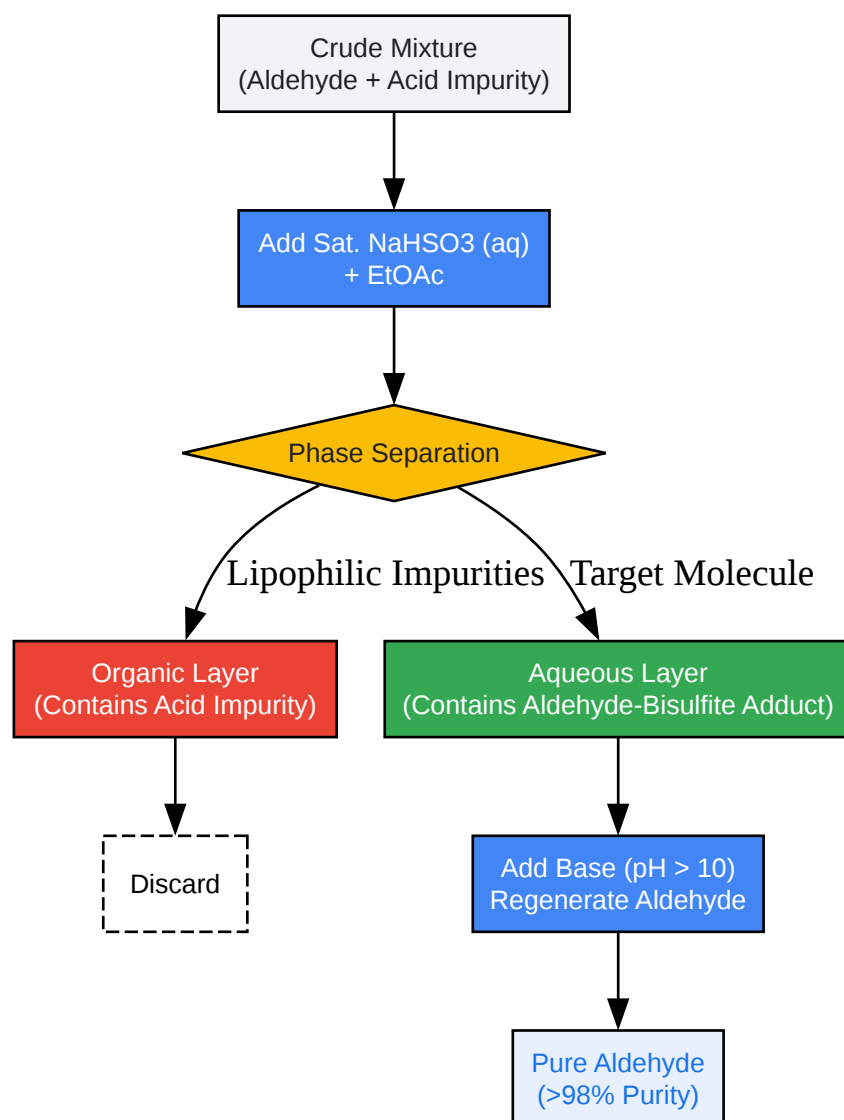 Crude Mixture
(Aldehyde + Acid Impurity)
Add Sat. NaHSO3 (aq)
+ EtOAc
Phase Separation
Lipophilic Impurities
Target Molecule
Organic Layer
(Contains Acid Impurity)
Aqueous Layer
(Contains Aldehyde-Bisulfite Adduct)
Discard
Add Base (pH > 10)
Regenerate Aldehyde
Pure Aldehyde
(>98% Purity)